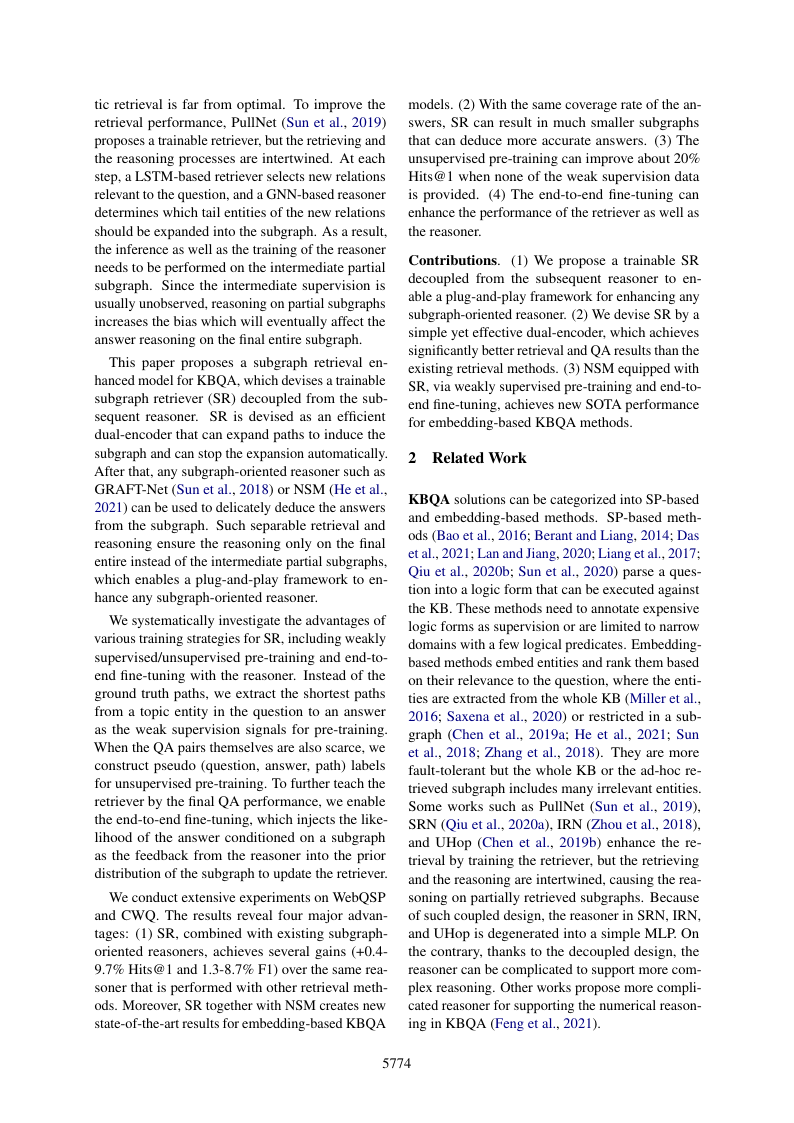 tic retrieval is far from optimal. To improve the
retrieval performance, PullNet (Sun et al., 2019)
proposes a trainable retriever, but the retrieving and
the reasoning processes are intertwined. At each
step, a LSTM-based retriever selects new relations
relevant to the question, and a GNN-based reasoner
determines which tail entities of the new relations
should be expanded into the subgraph. As a result,
the inference as well as the training of the reasoner
needs to be performed on the intermediate partial
subgraph. Since the intermediate supervision is
usually unobserved, reasoning on partial subgraphs
increases the bias which will eventually affect the
answer reasoning on the final entire subgraph.
This paper proposes a subgraph retrieval en-
hanced model for KBQA, which devises a trainable
subgraph retriever (SR) decoupled from the sub-
sequent reasoner. SR is devised as an efficient
dual-encoder that can expand paths to induce the
subgraph and can stop the expansion automatically.
After that, any subgraph-oriented reasoner such as
GRAFT-Net (Sun et al., 2018) or NSM (He et al.,
2021) can be used to delicately deduce the answers
from the subgraph. Such separable retrieval and
reasoning ensure the reasoning only on the final
entire instead of the intermediate partial subgraphs,
which enables a plug-and-play framework to en-
hance any subgraph-oriented reasoner.
We systematically investigate the advantages of
various training strategies for SR, including weakly
supervised/unsupervised pre-training and end-to-
end fine-tuning with the reasoner. Instead of the
ground truth paths, we extract the shortest paths
from a topic entity in the question to an answer
as the weak supervision signals for pre-training.
When the QA pairs themselves are also scarce, we
construct pseudo (question, answer, path) labels
for unsupervised pre-training. To further teach the
retriever by the final QA performance, we enable
the end-to-end fine-tuning, which injects the like-
lihood of the answer conditioned on a subgraph
as the feedback from the reasoner into the prior
distribution of the subgraph to update the retriever.
We conduct extensive experiments on WebQSP
and CWQ. The results reveal four major advan-
tages: (1) SR, combined with existing subgraph-
oriented reasoners, achieves several gains (+0.4-
9.7% Hits@1 and 1.3-8.7% F1) over the same rea-
soner that is performed with other retrieval meth-
ods. Moreover, SR together with NSM creates new
state-of-the-art results for embedding-based KBQA
models. (2) With the same coverage rate of the an-
swers, SR can result in much smaller subgraphs
that can deduce more accurate answers. (3) The
unsupervised pre-training can improve about 20%
Hits@1 when none of the weak supervision data
is provided. (4) The end-to-end fine-tuning can
enhance the performance of the retriever as well as
the reasoner.
Contributions. (1) We propose a trainable SR
decoupled from the subsequent reasoner to en-
able a plug-and-play framework for enhancing any
subgraph-oriented reasoner. (2) We devise SR by a
simple yet effective dual-encoder, which achieves
significantly better retrieval and QA results than the
existing retrieval methods. (3) NSM equipped with
SR, via weakly supervised pre-training and end-to-
end fine-tuning, achieves new SOTA performance
for embedding-based KBQA methods.
2 Related Work
KBQA solutions can be categorized into SP-based
and embedding-based methods. SP-based meth-
ods (Bao et al., 2016; Berant and Liang, 2014; Das
et al., 2021; Lan and Jiang, 2020; Liang et al., 2017;
Qiu et al., 2020b; Sun et al., 2020) parse a ques-
tion into a logic form that can be executed against
the KB. These methods need to annotate expensive
logic forms as supervision or are limited to narrow
domains with a few logical predicates. Embedding-
based methods embed entities and rank them based
on their relevance to the question, where the enti-
ties are extracted from the whole KB (Miller et al.,
2016; Saxena et al., 2020) or restricted in a sub-
graph (Chen et al., 2019a; He et al., 2021; Sun
et al., 2018; Zhang et al., 2018). They are more
fault-tolerant but the whole KB or the ad-hoc re-
trieved subgraph includes many irrelevant entities.
Some works such as PullNet (Sun et al., 2019),
SRN (Qiu et al., 2020a), IRN (Zhou et al., 2018),
and UHop (Chen et al., 2019b) enhance the re-
trieval by training the retriever, but the retrieving
and the reasoning are intertwined, causing the rea-
soning on partially retrieved subgraphs. Because
of such coupled design, the reasoner in SRN, IRN,
and UHop is degenerated into a simple MLP. On
the contrary, thanks to the decoupled design, the
reasoner can be complicated to support more com-
plex reasoning. Other works propose more compli-
cated reasoner for supporting the numerical reason-
ing in KBQA (Feng et al., 2021).
5774